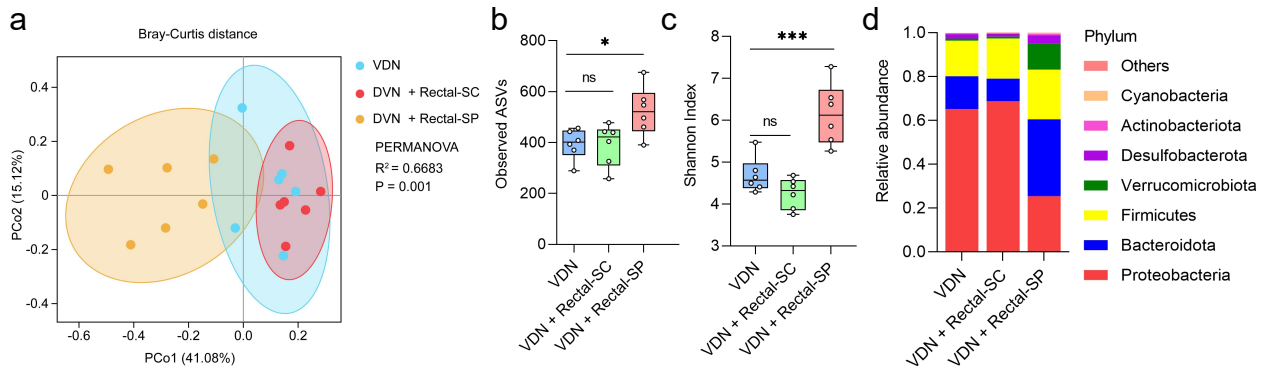 a
Bray-Curtis distance
PCo2 (15.12%)
0.4
0.2
0
-0.2
-0.4
-0.6
-0.4
-0.2
0.0
0.2
PCo1 (41.08%)
VDN
DVN + Rectal-SC
DVN + Rectal-SP
PERMANOVA
R² = 0.6683
P = 0.001
b
Observed ASVs
800
600
400
200
0
*
ns
VDN
VDN + Rectal-SC
VDN + Rectal-SP
c
Shannon Index
8
7
6
5
4
3
***
ns
VDN
VDN + Rectal-SC
VDN + Rectal-SP
d
Relative abundance
1.0
0.8
0.6
0.4
0.2
0.0
VDN
VDN + Rectal-SC
VDN + Rectal-SP
Phylum
Others
Cyanobacteria
Actinobacteriota
Desulfobacterota
Verrucomicrobiota
Firmicutes
Bacteroidota
Proteobacteria